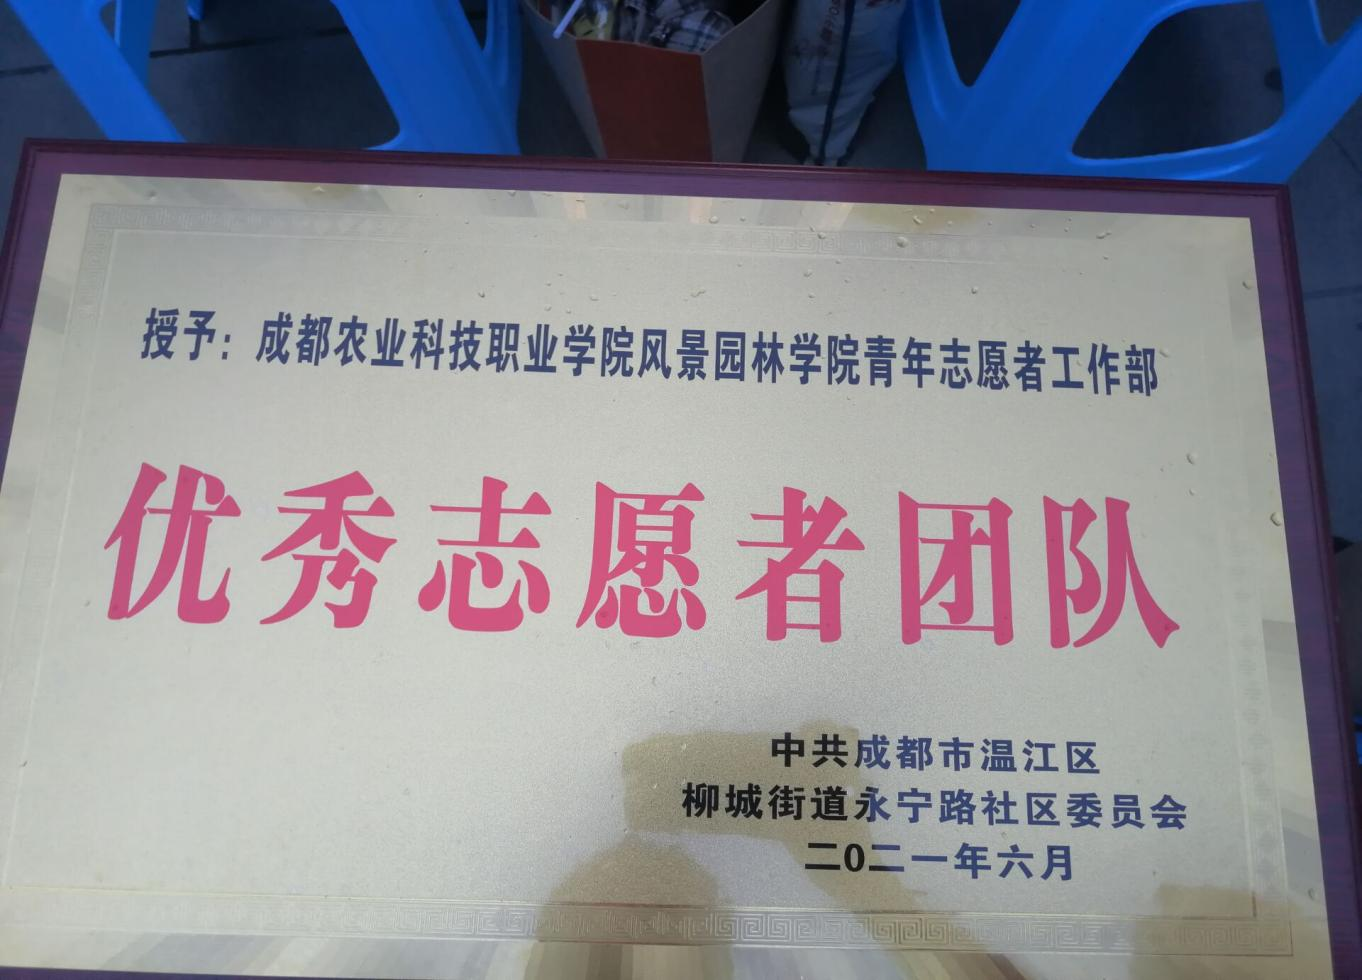 授予：成都农业科技职业学院风景园林学院青年志愿者工作部
优秀志愿者团队
中共成都市温江区
柳城街道永宁路社区委员会
二0二一年六月